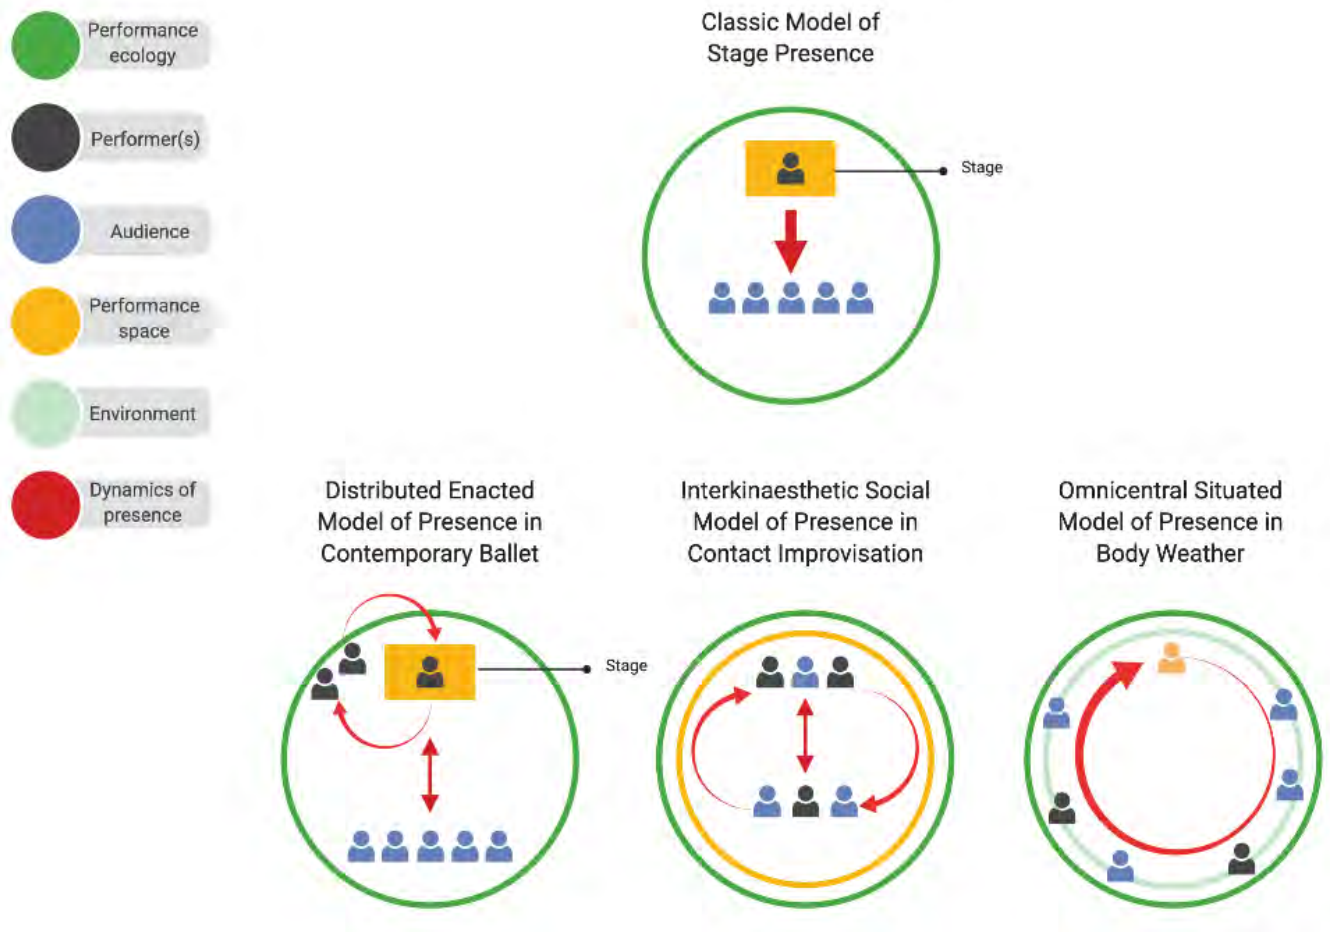 Performance
ecology
Performer(s)
Audience
Performance
space
Environment
Dynamics of
presence
Classic Model of
Stage Presence
Stage
Distributed Enacted
Model of Presence in
Contemporary Ballet
Stage
Interkinaesthetic Social
Model of Presence in
Contact Improvisation
Omnicentral Situated
Model of Presence in
Body Weather